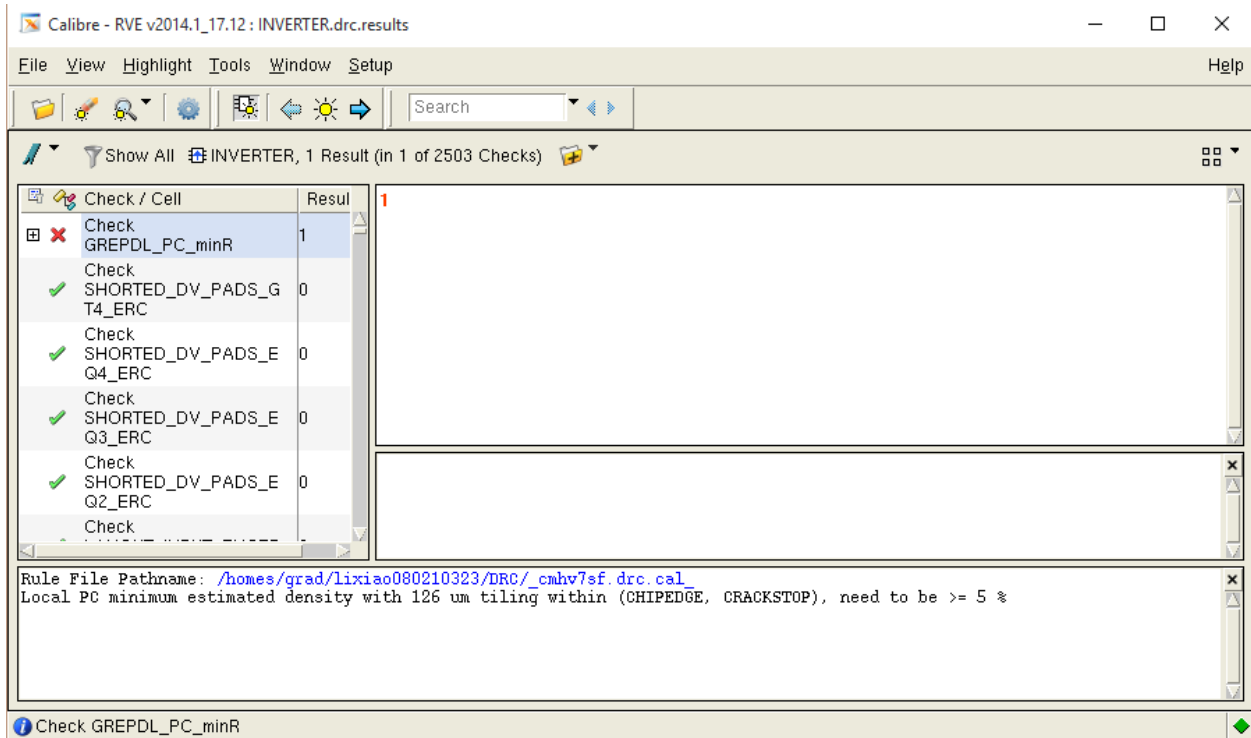 Calibre - RVE v2014.1_17.12 : INVERTER.drc.results
File View Highlight Tools Window Setup Help
Search
Show All INVERTER, 1 Result (in 1 of 2503 Checks)
Check / Cell Resul
Check
GREPDL_PC_minR 1
Check
SHORTED_DV_PADS_G
T4_ERC 0
Check
SHORTED_DV_PADS_E
Q4_ERC 0
Check
SHORTED_DV_PADS_E
Q3_ERC 0
Check
SHORTED_DV_PADS_E
Q2_ERC 0
Check
1
Rule File Pathname: /homes/grad/lixiao080210323/DRC/_cmhv7sf.drc.cal_
Local PC minimum estimated density with 126 um tiling within (CHIPEDGE, CRACKSTOP), need to be >= 5 %
Check GREPDL_PC_minR